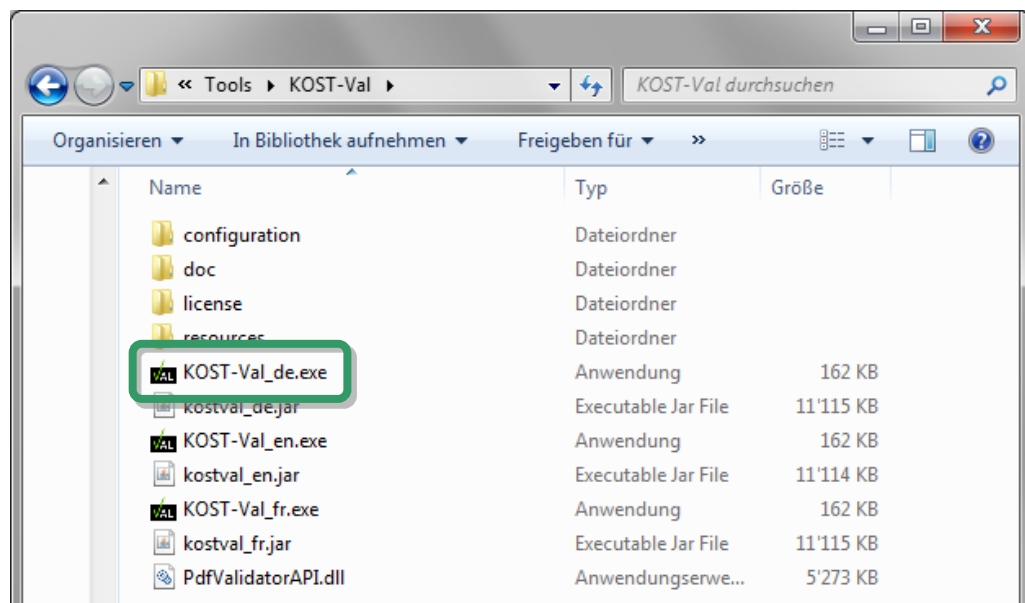 « Tools ▸ KOST-Val ▸ KOST-Val durchsuchen
Organisieren In Bibliothek aufnehmen Freigeben für »
Name Typ Größe
configuration Dateiordner
doc Dateiordner
license Dateiordner
resources Dateiordner
KOST-Val_de.exe Anwendung 162 KB
kostval_de.jar Executable Jar File 11'115 KB
KOST-Val_en.exe Anwendung 162 KB
kostval_en.jar Executable Jar File 11'114 KB
KOST-Val_fr.exe Anwendung 162 KB
kostval_fr.jar Executable Jar File 11'115 KB
PdfValidatorAPI.dll Anwendungserwe... 5'273 KB